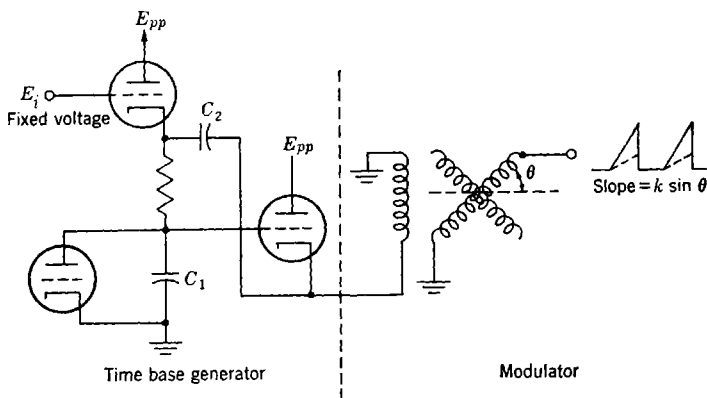 E_pp
E_i
Fixed voltage
C_2
E_pp
C_1
θ
Slope = k sin θ
Time base generator
Modulator